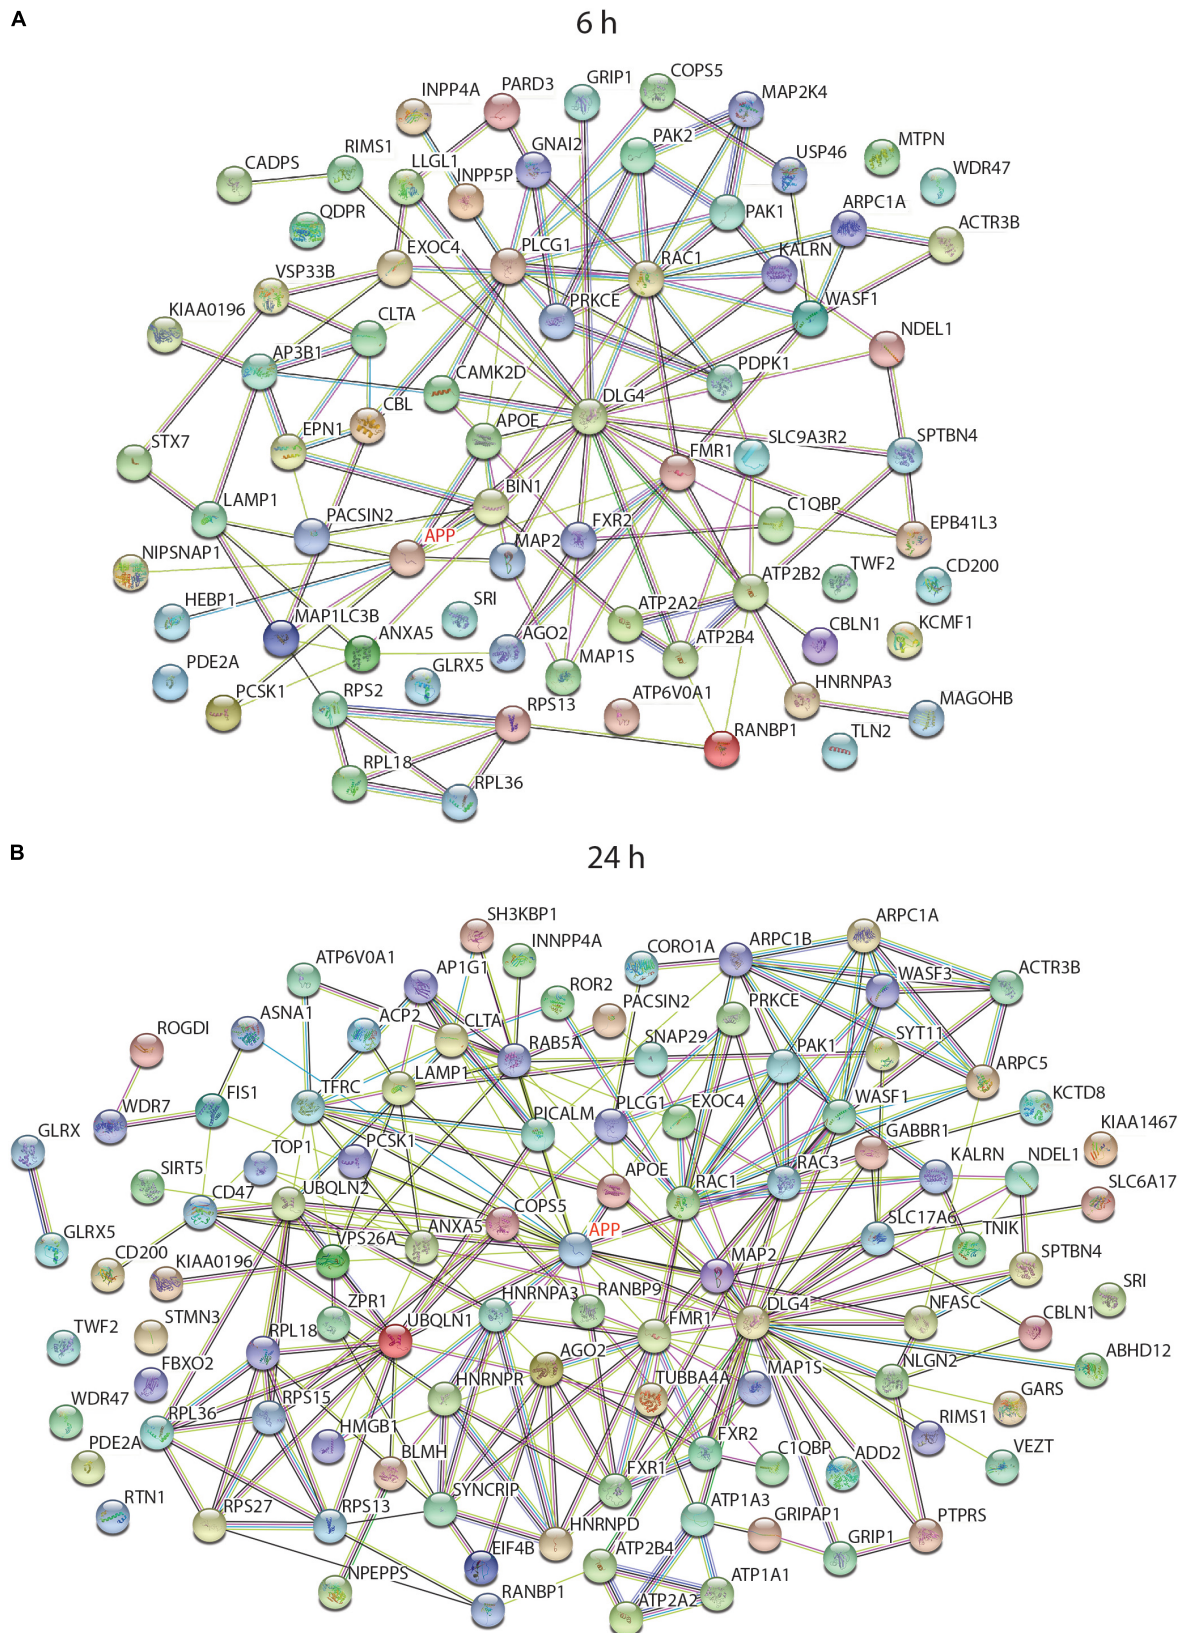 A
6 h
COPS5
GRIP1
PARD3
INPP4A
MAP2K4
PAK2
MTPN
GNAI2
RIMS1
USP46
CADPS
LLGL1
WDR47
INPP5P
ARPC1A
PAK1
QDPR
ACTR3B
EXOC4
PLCG1
RAC1
KALRN
VSP33B
PRKCE
WASF1
KIAA0196
CLTA
NDEL1
AP3B1
CAMK2D
PDPK1
DLG4
CBL
APOE
EPN1
SLC9A3R2
STX7
FMR1
SPTBN4
BIN1
LAMP1
PACSIN2
C1QBP
FXR2
EPB41L3
APP
MAP2
NIPSNAP1
ATP2B2
TWF2
CD200
HEBP1
SRI
ATP2A2
MAP1LC3B
CBLN1
KCMF1
ANXA5
AGO2
ATP2B4
PDE2A
MAP1S
GLRX5
PCSK1
HNRNPA3
RPS2
ATP6V0A1
MAGOHB
RPS13
RANBP1
TLN2
RPL18
RPL36
B
24 h
SH3KBP1
ARPC1A
INNPP4A
ARPC1B
CORO1A
ATP6V0A1
AP1G1
WASF3
ACTR3B
ROR2
PACSIN2
PRKCE
ASNA1
ACP2
CLTA
ROGDI
SNAP29
SYT11
RAB5A
PAK1
LAMP1
ARPC5
TFRC
FIS1
WDR7
PICALM
PLCG1
EXOC4
WASF1
KCTD8
GLRX
PCSK1
GABBR1
KIAA1467
TOP1
SIRT5
APOE
RAC3
KALRN
NDEL1
UBQLN2
RAC1
SLC6A17
CD47
COPS5
GLRX5
VPS26A
ANXA5
APP
SLC17A6
TNIK
CD200
MAP2
KIAA0196
SPTBN4
HNRNPA3
RANBP9
ZPR1
DLG4
NFASC
SRI
STMN3
UBQLN1
FMR1
CBLN1
TWF2
RPL18
AGO2
MAP1S
NLGN2
ABHD12
FBXO2
HNRNPR
TUBBA4A
GARS
WDR47
RPS15
RIMS1
RPL36
HMGB1
FXR2
PDE2A
BLMH
C1QBP
ADD2
VEZT
FXR1
RTN1
RPS27
RPS13
SYNCRIP
ATP1A3
GRIPAP1
PTPRS
HNRNPD
GRIP1
EIF4B
ATP2B4
NPEPPS
ATP1A1
RANBP1
ATP2A2